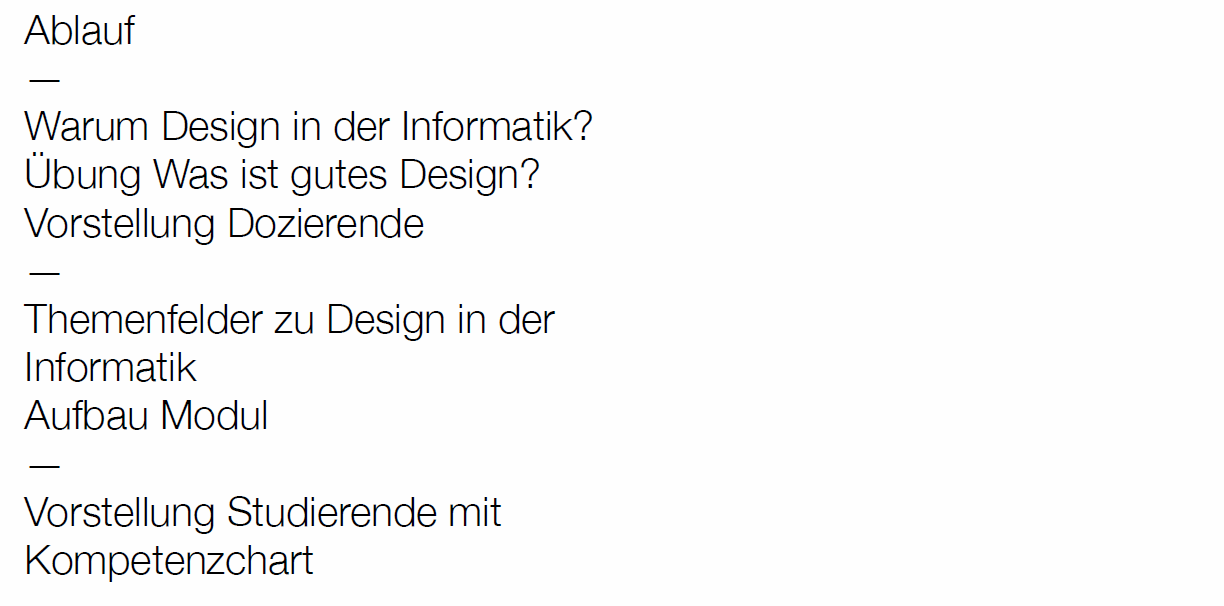 Ablauf
—
Warum Design in der Informatik?
Übung Was ist gutes Design?
Vorstellung Dozierende
—
Themenfelder zu Design in der
Informatik
Aufbau Modul
—
Vorstellung Studierende mit
Kompetenzchart